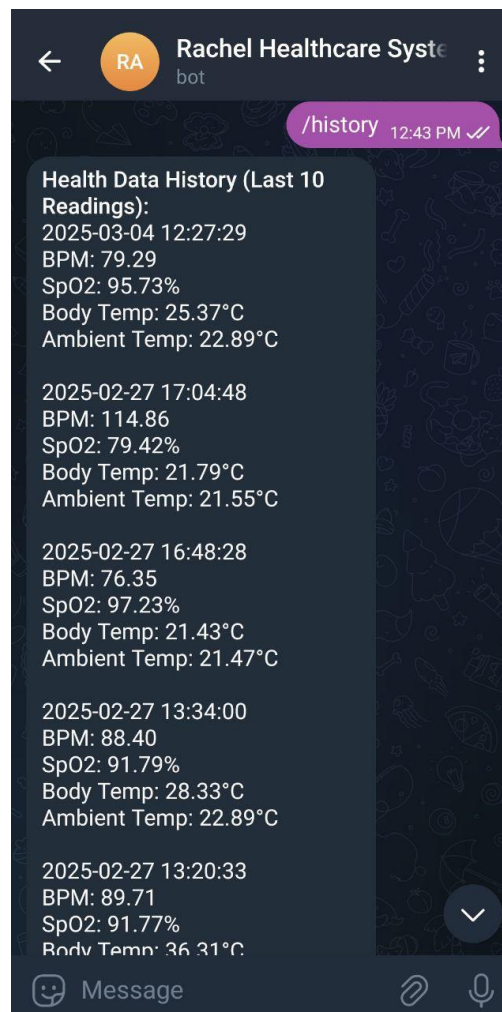 RA
Rachel Healthcare Syste
bot
/history 12:43 PM
Health Data History (Last 10
Readings):
2025-03-04 12:27:29
BPM: 79.29
SpO2: 95.73%
Body Temp: 25.37°C
Ambient Temp: 22.89°C
2025-02-27 17:04:48
BPM: 114.86
SpO2: 79.42%
Body Temp: 21.79°C
Ambient Temp: 21.55°C
2025-02-27 16:48:28
BPM: 76.35
SpO2: 97.23%
Body Temp: 21.43°C
Ambient Temp: 21.47°C
2025-02-27 13:34:00
BPM: 88.40
SpO2: 91.79%
Body Temp: 28.33°C
Ambient Temp: 22.89°C
2025-02-27 13:20:33
BPM: 89.71
SpO2: 91.77%
Body Temp: 36.31°C
Message